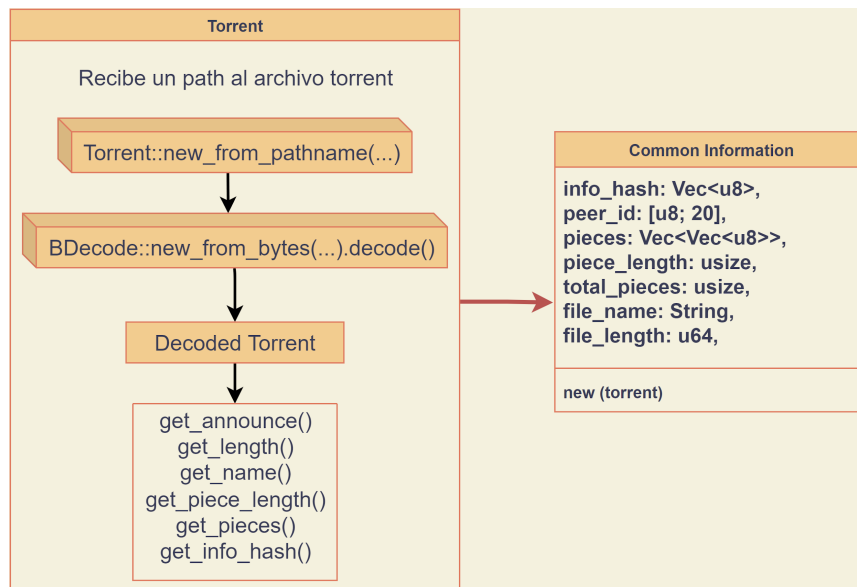 Torrent
Recibe un path al archivo torrent
Torrent::new_from_pathname(...)
BDecode::new_from_bytes(...).decode()
Decoded Torrent
get_announce()
get_length()
get_name()
get_piece_length()
get_pieces()
get_info_hash()
Common Information
info_hash: Vec<u8>,
peer_id: [u8; 20],
pieces: Vec<Vec<u8>>,
piece_length: usize,
total_pieces: usize,
file_name: String,
file_length: u64,
new (torrent)